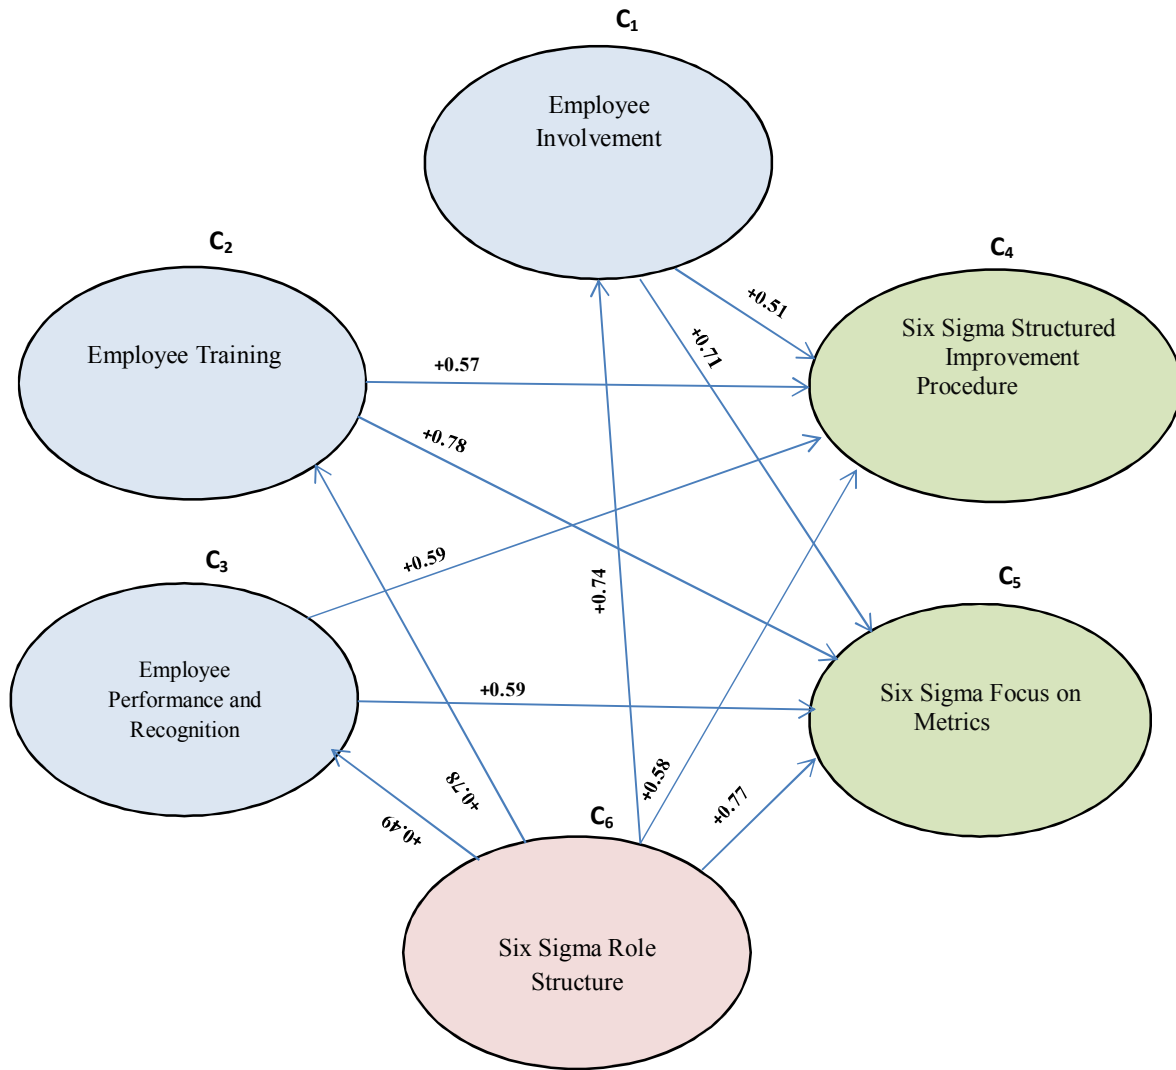 C₁
Employee
Involvement
C₂
C₄
Employee Training
Six Sigma Structured
Improvement
Procedure
+0.51
+0.71
+0.57
+0.78
C₃
+0.59
+0.74
C₅
Employee
Performance and
Recognition
+0.59
Six Sigma Focus on
Metrics
+0.78
+0.49
+0.58
+0.77
C₆
Six Sigma Role
Structure